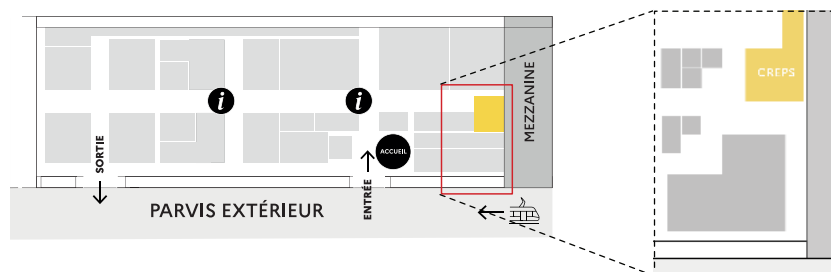 MEZZANINE
CREPS
i
i
ACCUEIL
SORTIE
ENTRÉE
PARVIS EXTÉRIEUR